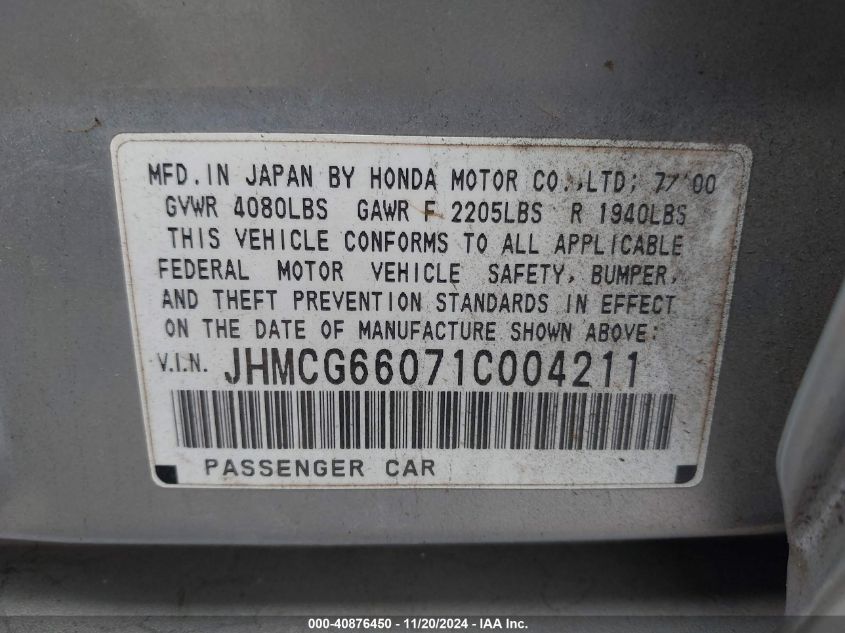 MFD. IN JAPAN BY HONDA MOTOR CO., LTD; 7/00
GVWR 4080LBS GAWR F 2205LBS R 1940LBS
THIS VEHICLE CONFORMS TO ALL APPLICABLE
FEDERAL MOTOR VEHICLE SAFETY, BUMPER,
AND THEFT PREVENTION STANDARDS IN EFFECT
ON THE DATE OF MANUFACTURE SHOWN ABOVE:
V.I.N. JHMCG66071C004211
PASSENGER CAR
000-40876450 - 11/20/2024 - IAA Inc.